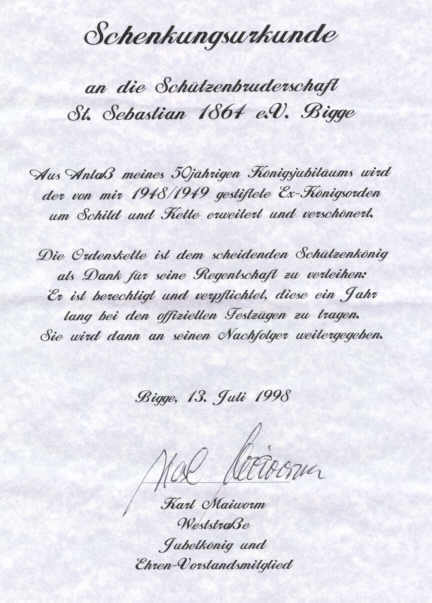 Schenkungsurkunde
an die Schützenbruderschaft
St. Sebastian 1864 e.V. Bigge
Aus Anlaß meines 50jährigen Königsjubiläums wird
der von mir 1948/1949 gestiftete Ex-Königsorden
um Schild und Kette erweitert und verschönert.
Die Ordenskette ist dem scheidenden Schützenkönig
als Dank für seine Regentschaft zu verleihen:
Er ist berechtigt und verpflichtet, diese ein Jahr
lang bei den offiziellen Festzügen zu tragen.
Sie wird dann an seinen Nachfolger weitergegeben.
Bigge, 13. Juli 1998
Karl Maiworm
Karl Maiworm
Weststraße
Jubelkönig und
Ehren-Vorstandsmitglied